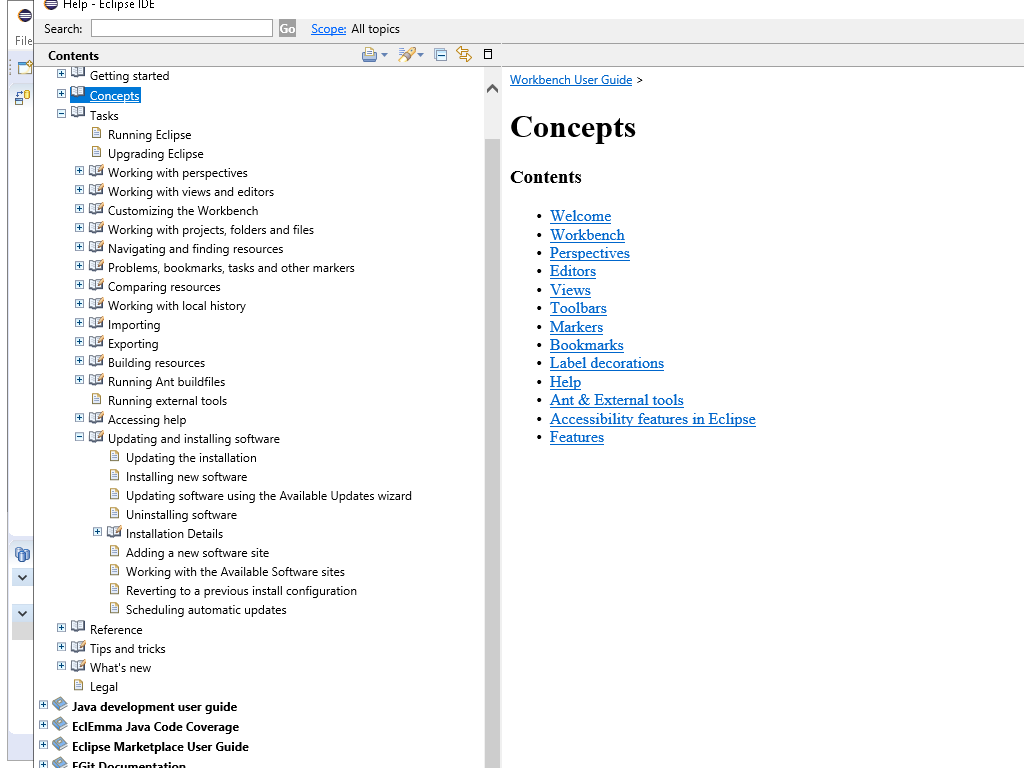 Help - Eclipse IDE
File
Search:
Go
Scope: All topics
Contents
Getting started
Concepts
Tasks
Running Eclipse
Upgrading Eclipse
Working with perspectives
Working with views and editors
Customizing the Workbench
Working with projects, folders and files
Navigating and finding resources
Problems, bookmarks, tasks and other markers
Comparing resources
Working with local history
Importing
Exporting
Building resources
Running Ant buildfiles
Running external tools
Accessing help
Updating and installing software
Updating the installation
Installing new software
Updating software using the Available Updates wizard
Uninstalling software
Installation Details
Adding a new software site
Working with the Available Software sites
Reverting to a previous install configuration
Scheduling automatic updates
Reference
Tips and tricks
What's new
Legal
Java development user guide
EclEmma Java Code Coverage
Eclipse Marketplace User Guide
EGit Documentation
Workbench User Guide >
Concepts
Contents
• Welcome
• Workbench
• Perspectives
• Editors
• Views
• Toolbars
• Markers
• Bookmarks
• Label decorations
• Help
• Ant & External tools
• Accessibility features in Eclipse
• Features